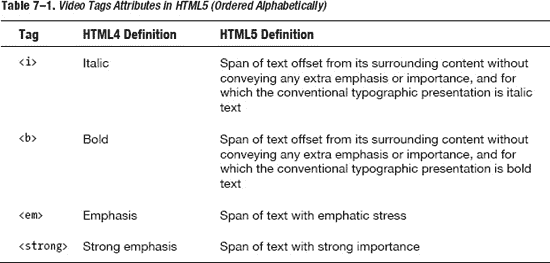 Table 7–1. Video Tags Attributes in HTML5 (Ordered Alphabetically)
Tag HTML4 Definition HTML5 Definition
<i> Italic Span of text offset from its surrounding content without
conveying any extra emphasis or importance, and for
which the conventional typographic presentation is italic
text
<b> Bold Span of text offset from its surrounding content without
conveying any extra emphasis or importance, and for
which the conventional typographic presentation is bold
text
<em> Emphasis Span of text with emphatic stress
<strong> Strong emphasis Span of text with strong importance